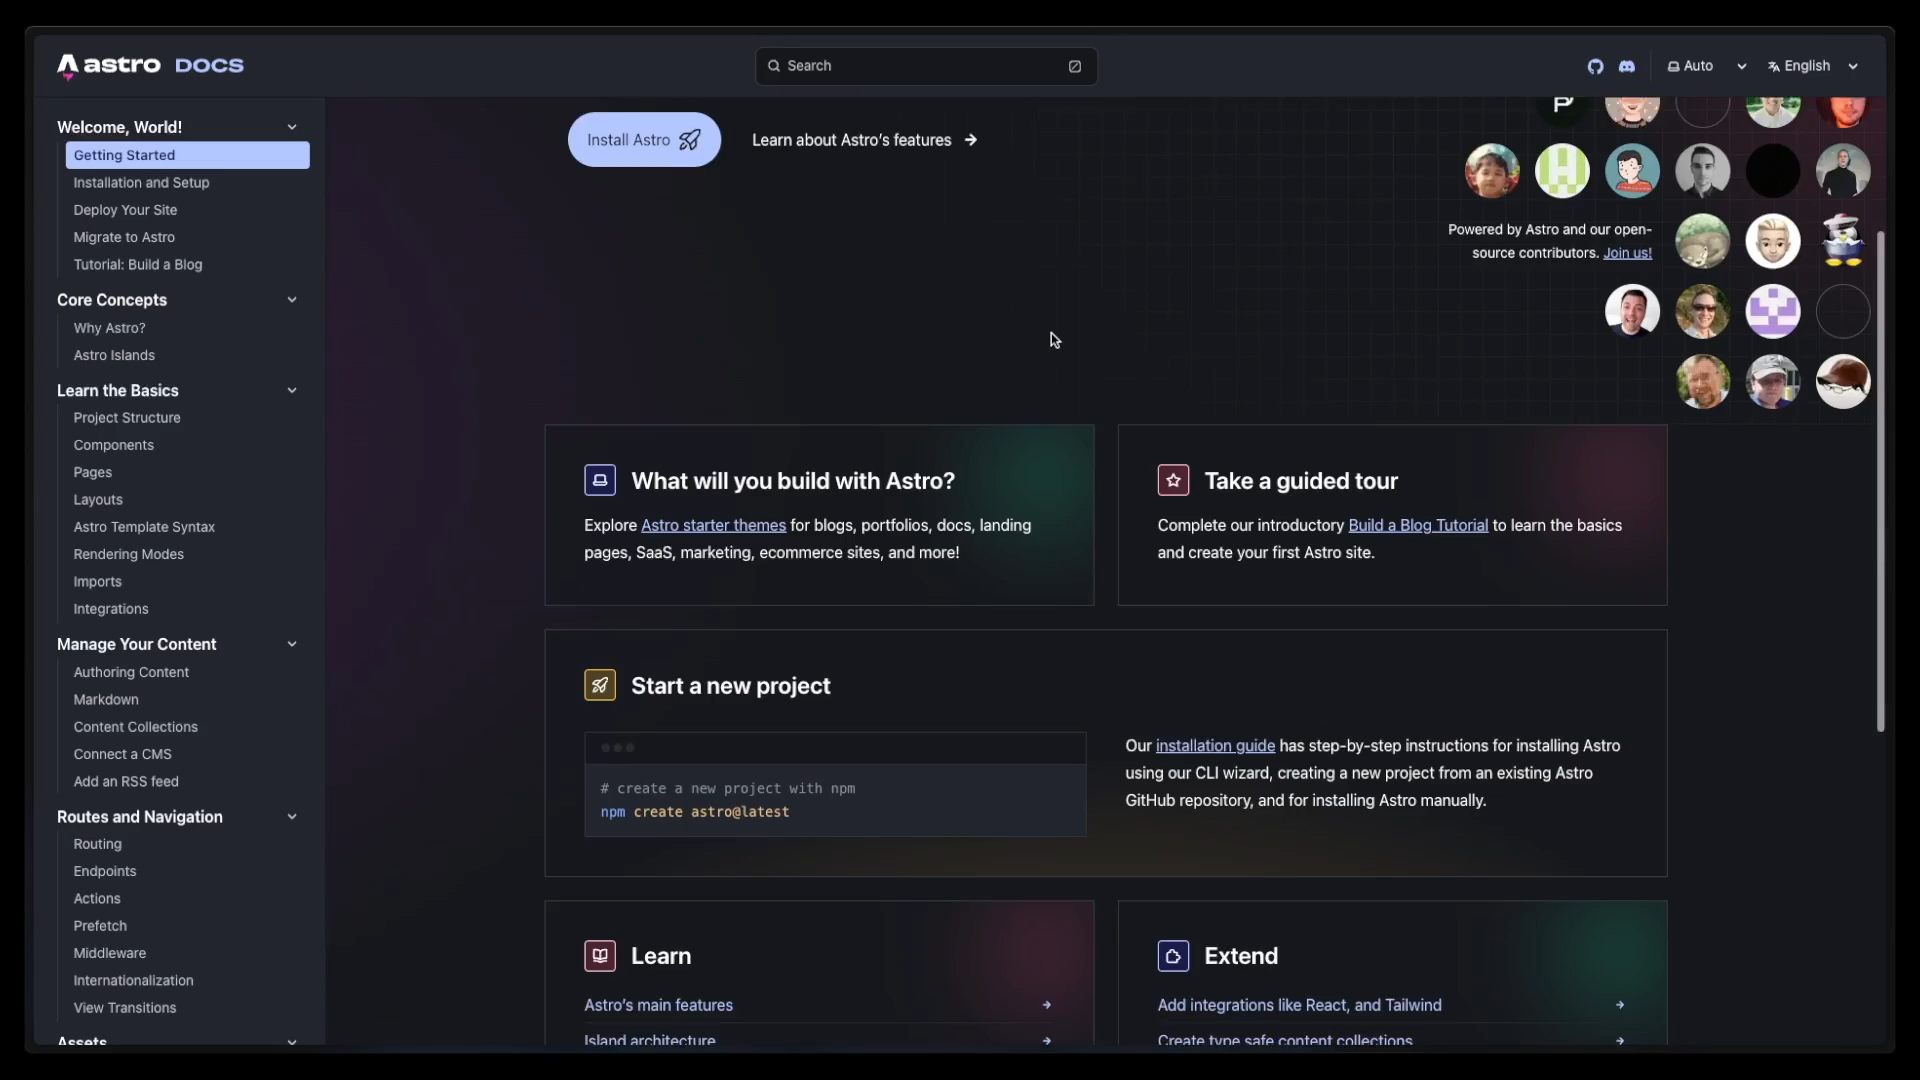 astro DOCS
Search
Auto
English
Welcome, World!
Getting Started
Installation and Setup
Deploy Your Site
Migrate to Astro
Tutorial: Build a Blog
Core Concepts
Why Astro?
Astro Islands
Learn the Basics
Project Structure
Components
Pages
Layouts
Astro Template Syntax
Rendering Modes
Imports
Integrations
Manage Your Content
Authoring Content
Markdown
Content Collections
Connect a CMS
Add an RSS feed
Routes and Navigation
Routing
Endpoints
Actions
Prefetch
Middleware
Internationalization
View Transitions
Assets
Install Astro
Learn about Astro’s features
Powered by Astro and our open-
source contributors. Join us!
What will you build with Astro?
Explore Astro starter themes for blogs, portfolios, docs, landing
pages, SaaS, marketing, ecommerce sites, and more!
Take a guided tour
Complete our introductory Build a Blog Tutorial to learn the basics
and create your first Astro site.
Start a new project
# create a new project with npm
npm create astro@latest
Our installation guide has step-by-step instructions for installing Astro
using our CLI wizard, creating a new project from an existing Astro
GitHub repository, and for installing Astro manually.
Learn
Astro’s main features
Island architecture
Extend
Add integrations like React, and Tailwind
Create type safe content collections